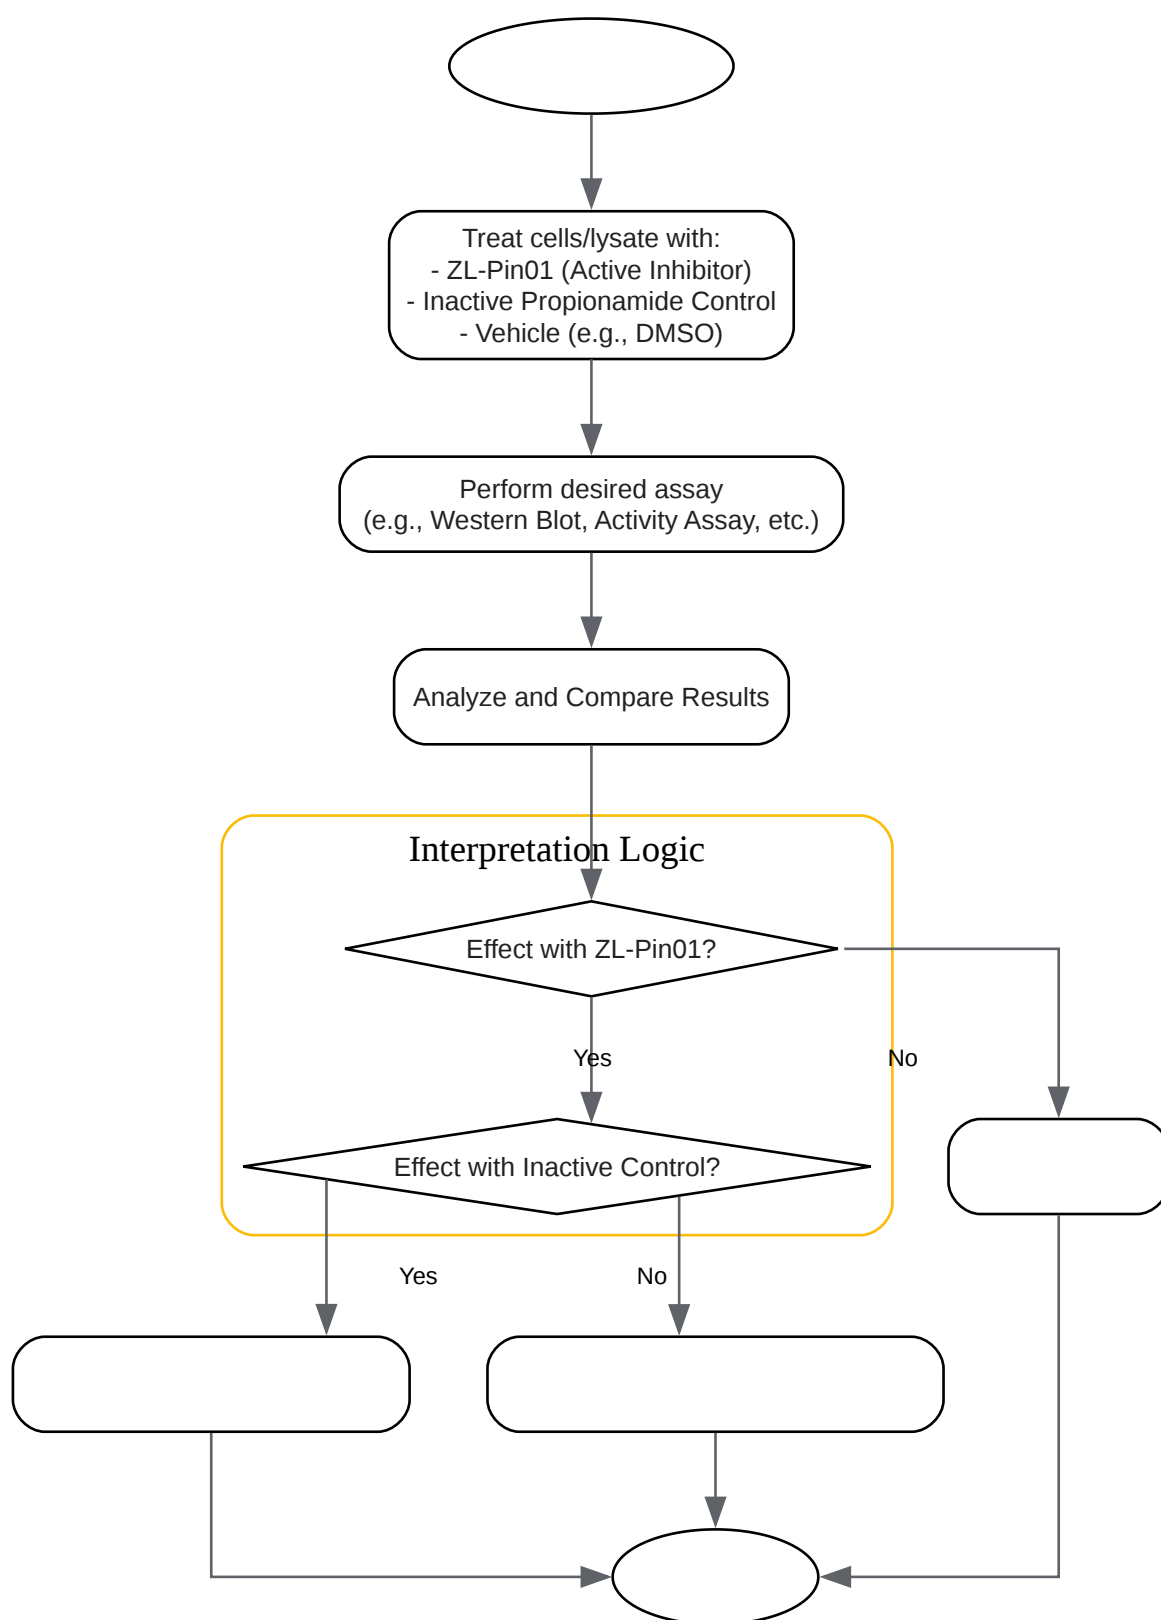 Treat cells/lysate with:
- ZL-Pin01 (Active Inhibitor)
- Inactive Propionamide Control
- Vehicle (e.g., DMSO)
Perform desired assay
(e.g., Western Blot, Activity Assay, etc.)
Analyze and Compare Results
Interpretation Logic
Effect with ZL-Pin01?
Yes
No
Effect with Inactive Control?
Yes
No